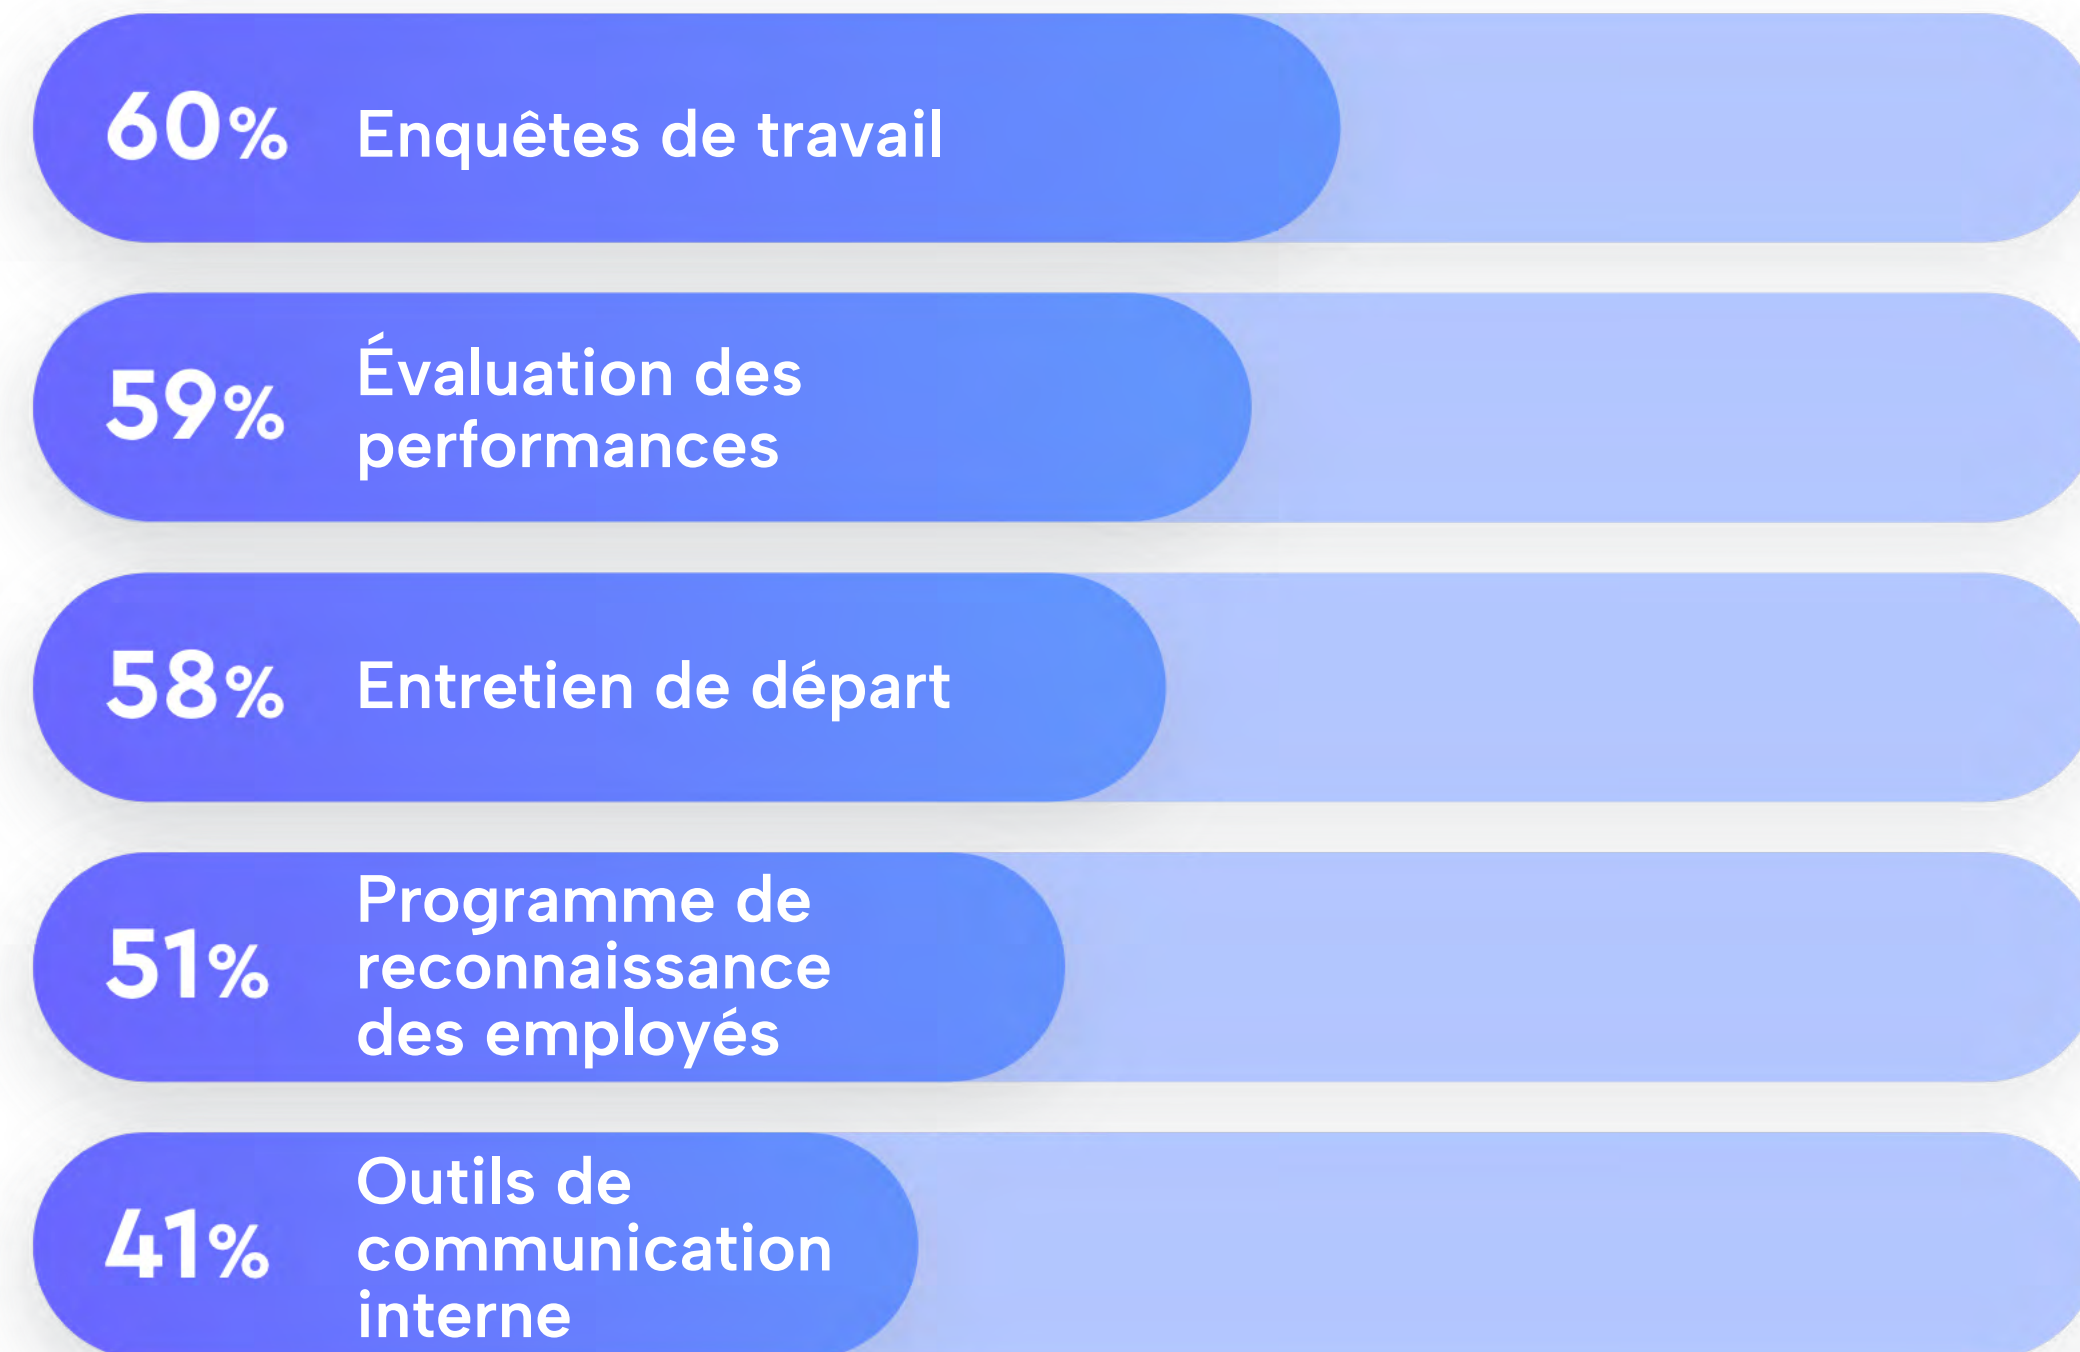 60% Enquêtes de travail
59% Évaluation des
performances
58% Entretien de départ
Programme de
51% reconnaissance
des employés
Outils de
41% communication
interne